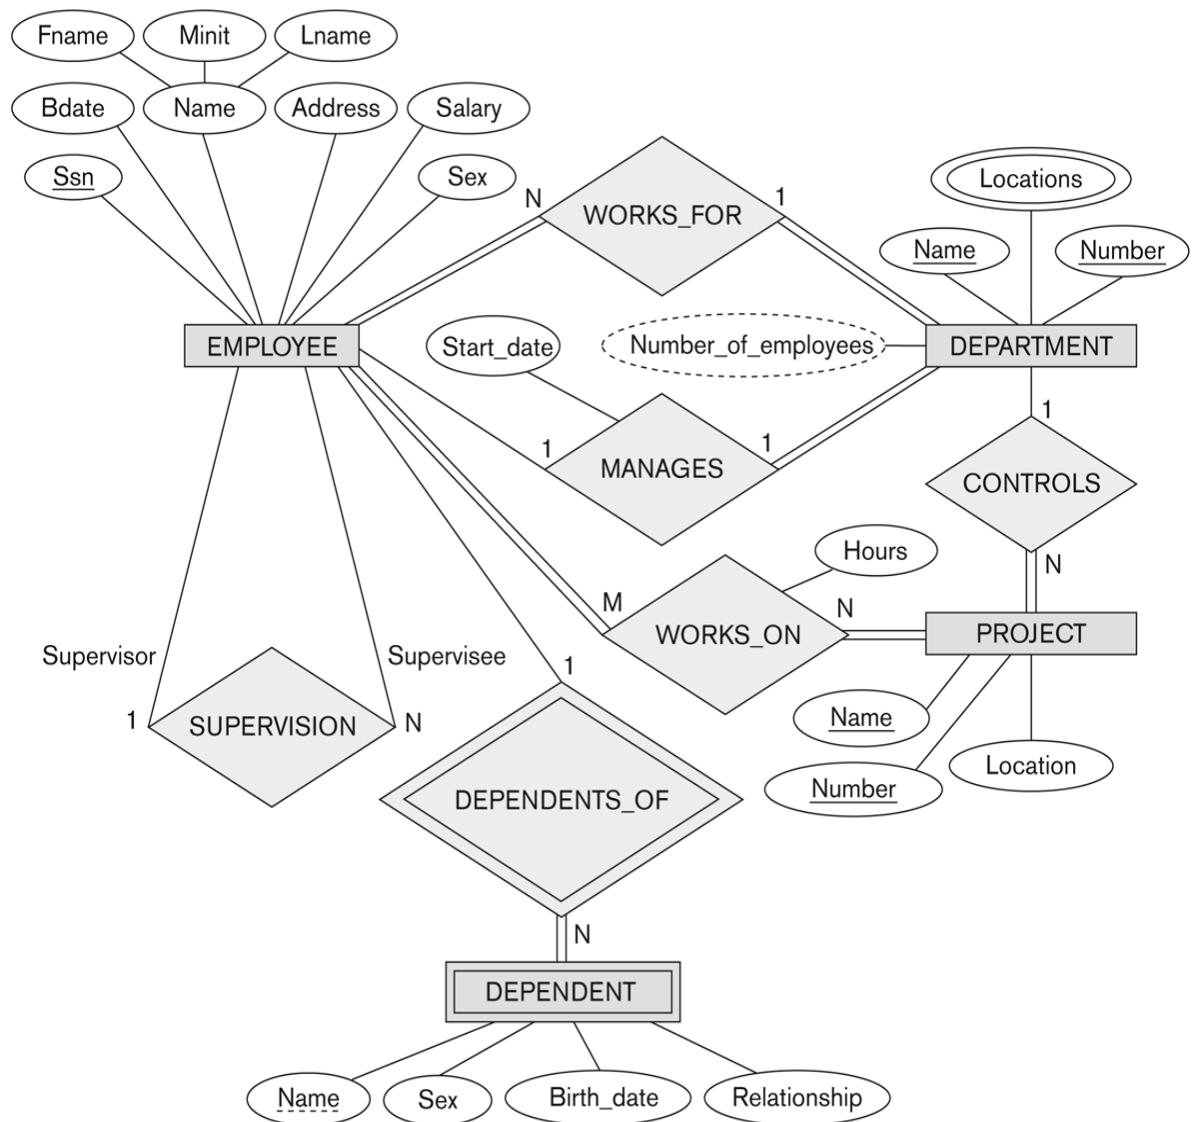 Fname
Minit
Lname
Bdate
Name
Address
Salary
Ssn
Sex
N
WORKS_FOR
1
Locations
Name
Number
EMPLOYEE
Start_date
Number_of_employees
DEPARTMENT
1
MANAGES
1
1
CONTROLS
N
Hours
M
WORKS_ON
N
PROJECT
Supervisor
Supervisee
1
SUPERVISION
N
1
Name
Number
Location
DEPENDENTS_OF
N
DEPENDENT
Name
Sex
Birth_date
Relationship